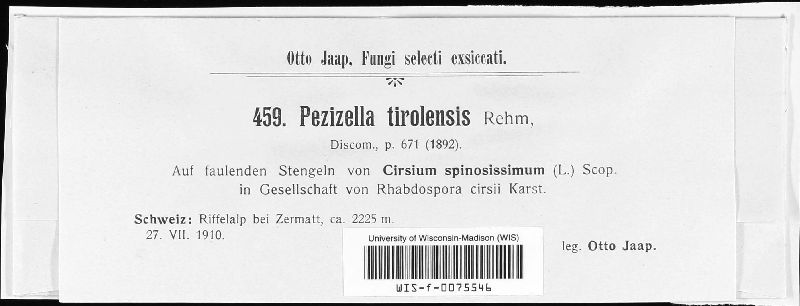 Otto Jaap, Fungi selecti exsiccati.
459. Pezizella tirolensis Rehm,
Discom., p. 671 (1892).
Auf faulenden Stengeln von Cirsium spinosissimum (L.) Scop.
in Gesellschaft von Rhabdospora cirsii Karst.
Schweiz: Riffelalp bei Zermatt, ca. 2225 m.
27. VII. 1910.
leg. Otto Jaap.
University of Wisconsin-Madison (WIS)
WIS-f-0075546